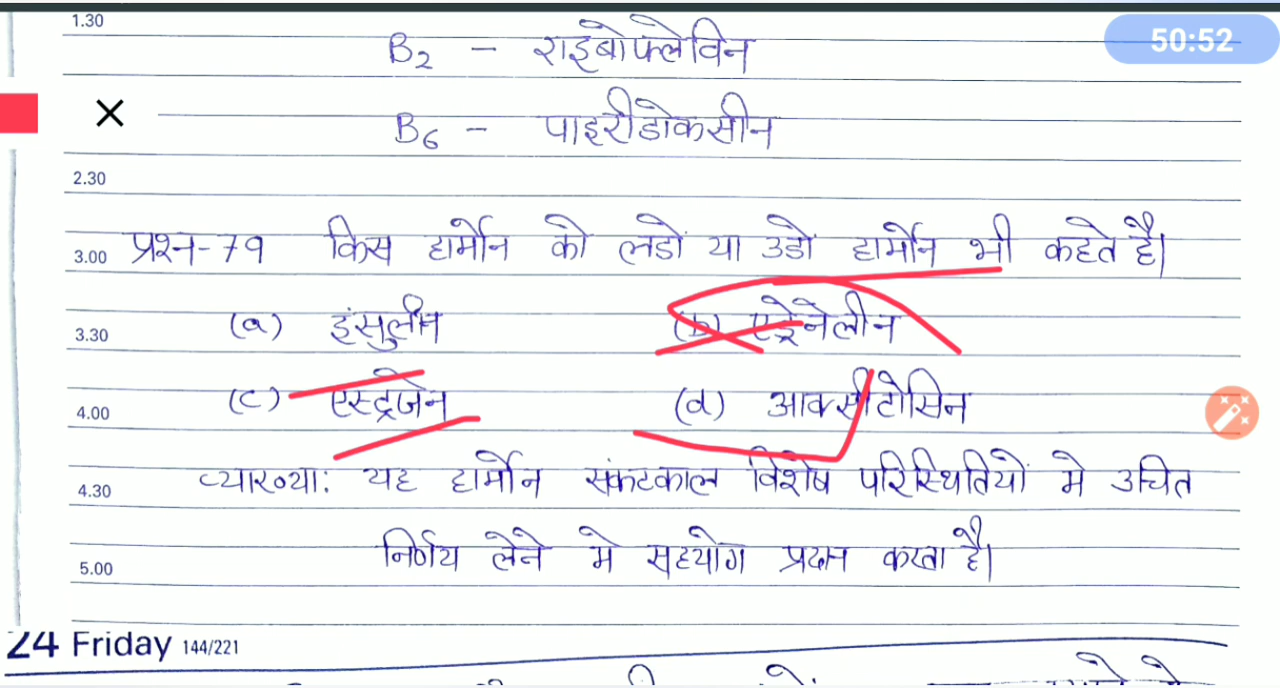 1.30
B2 - राइबोफ्लेविन
50:52
B6 - पाइरीडोकसीन
2.30
3.00 प्रश्न-79 किस हार्मोन को लडों या उडों हार्मोन भी कहते है।
3.30 (a) इंसुलीन (b) एड्रेनेलीन
4.00 (c) एस्ट्रजेन (d) आक्सीटोसिन
4.30 व्याख्या: यह हार्मोन संकटकाल विशेष परिस्थितियों मे उचित
5.00 निर्णय लेने मे सहयोग प्रदान करता है।
24 Friday 144/221